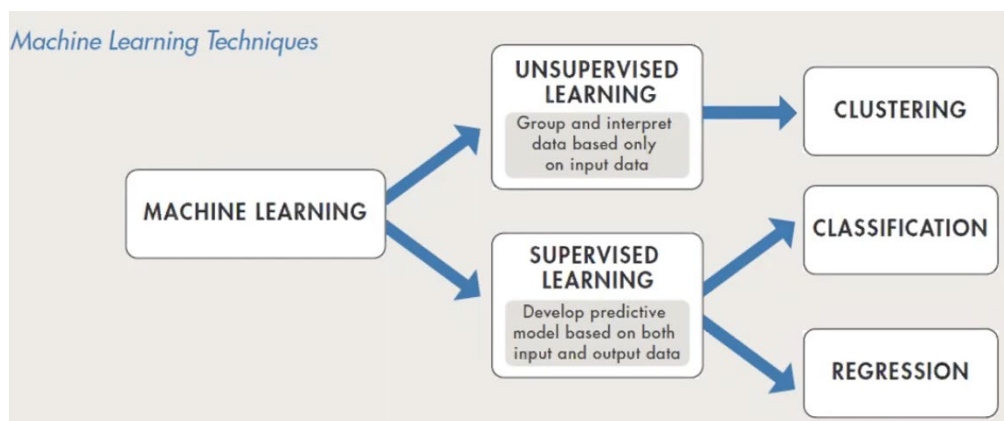 Machine Learning Techniques
MACHINE LEARNING
UNSUPERVISED
LEARNING
Group and interpret
data based only
on input data
CLUSTERING
SUPERVISED
LEARNING
Develop predictive
model based on both
input and output data
CLASSIFICATION
REGRESSION